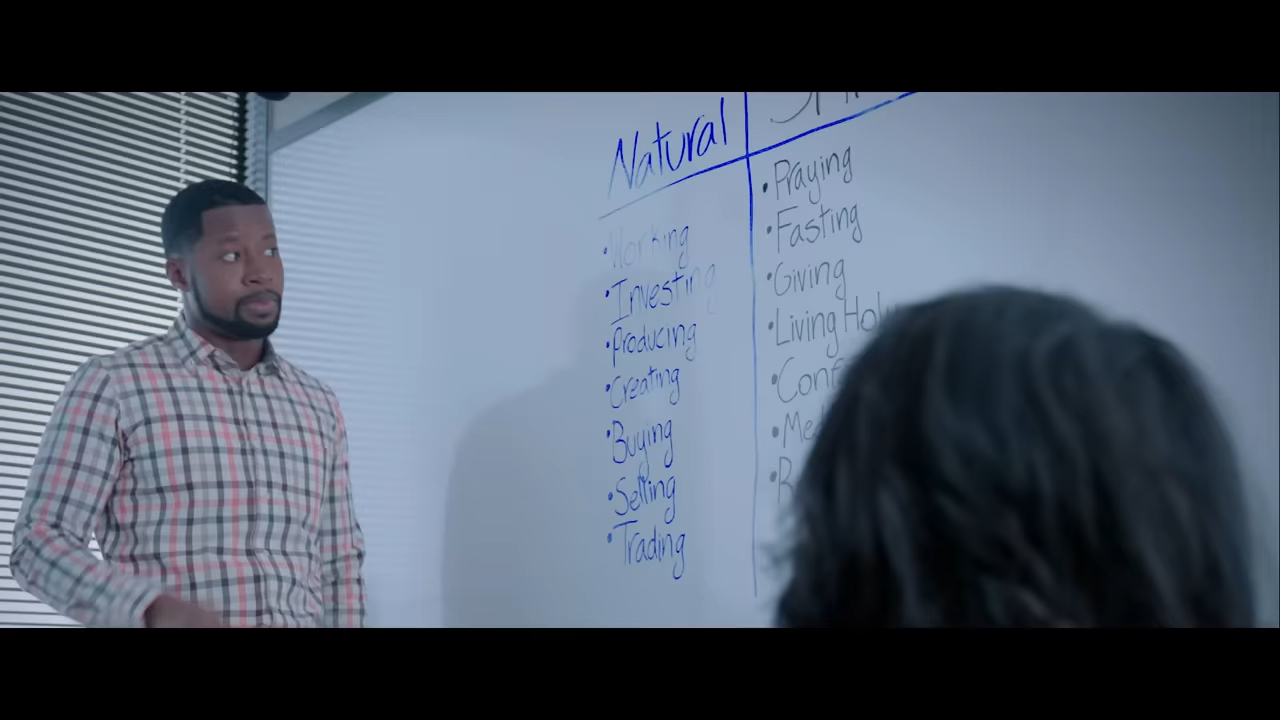 Natural
• Working
• Investing
• Producing
• Creating
• Buying
• Selling
• Trading
• Praying
• Fasting
• Giving
• Living